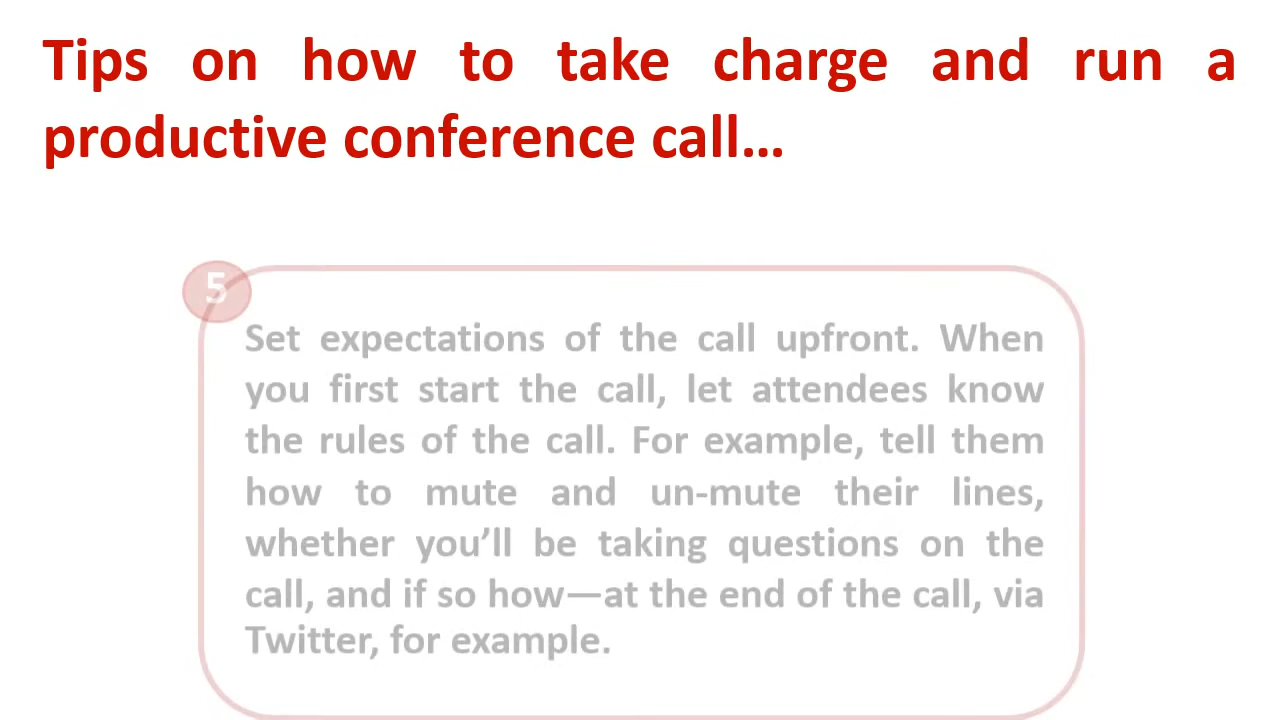 Tips on how to take charge and run a
productive conference call...
5
Set expectations of the call upfront. When
you first start the call, let attendees know
the rules of the call. For example, tell them
how to mute and un-mute their lines,
whether you’ll be taking questions on the
call, and if so how—at the end of the call, via
Twitter, for example.